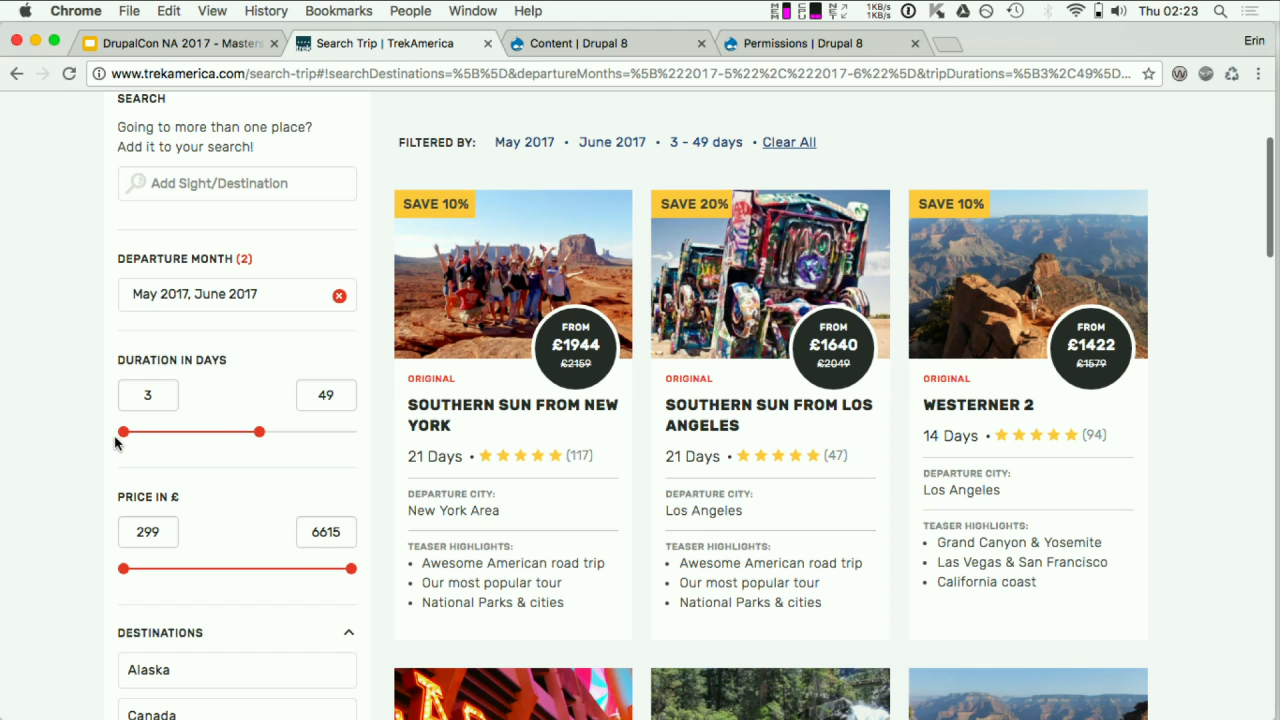 Chrome File Edit View History Bookmarks People Window Help
1KB/s
1KB/s
Thu 02:23
DrupalCon NA 2017 - Masters
Search Trip | TrekAmerica
Content | Drupal 8
Permissions | Drupal 8
Erin
www.trekamerica.com/search-trip#!searchDestinations=%5B%5D&departureMonths=%5B%222017-5%22%2C%222017-6%22%5D&tripDurations=%5B3%2C49%5D...
SEARCH
Going to more than one place?
Add it to your search!
Add Sight/Destination
DEPARTURE MONTH (2)
May 2017, June 2017
DURATION IN DAYS
3 49
PRICE IN £
299 6615
DESTINATIONS
Alaska
Canada
FILTERED BY: May 2017 • June 2017 • 3 - 49 days • Clear All
SAVE 10%
FROM
£1944
£2159
ORIGINAL
SOUTHERN SUN FROM NEW
YORK
21 Days • (117)
DEPARTURE CITY:
New York Area
TEASER HIGHLIGHTS:
• Awesome American road trip
• Our most popular tour
• National Parks & cities
SAVE 20%
FROM
£1640
£2049
ORIGINAL
SOUTHERN SUN FROM LOS
ANGELES
21 Days • (47)
DEPARTURE CITY:
Los Angeles
TEASER HIGHLIGHTS:
• Awesome American road trip
• Our most popular tour
• National Parks & cities
SAVE 10%
FROM
£1422
£1579
ORIGINAL
WESTERNER 2
14 Days • (94)
DEPARTURE CITY:
Los Angeles
TEASER HIGHLIGHTS:
• Grand Canyon & Yosemite
• Las Vegas & San Francisco
• California coast